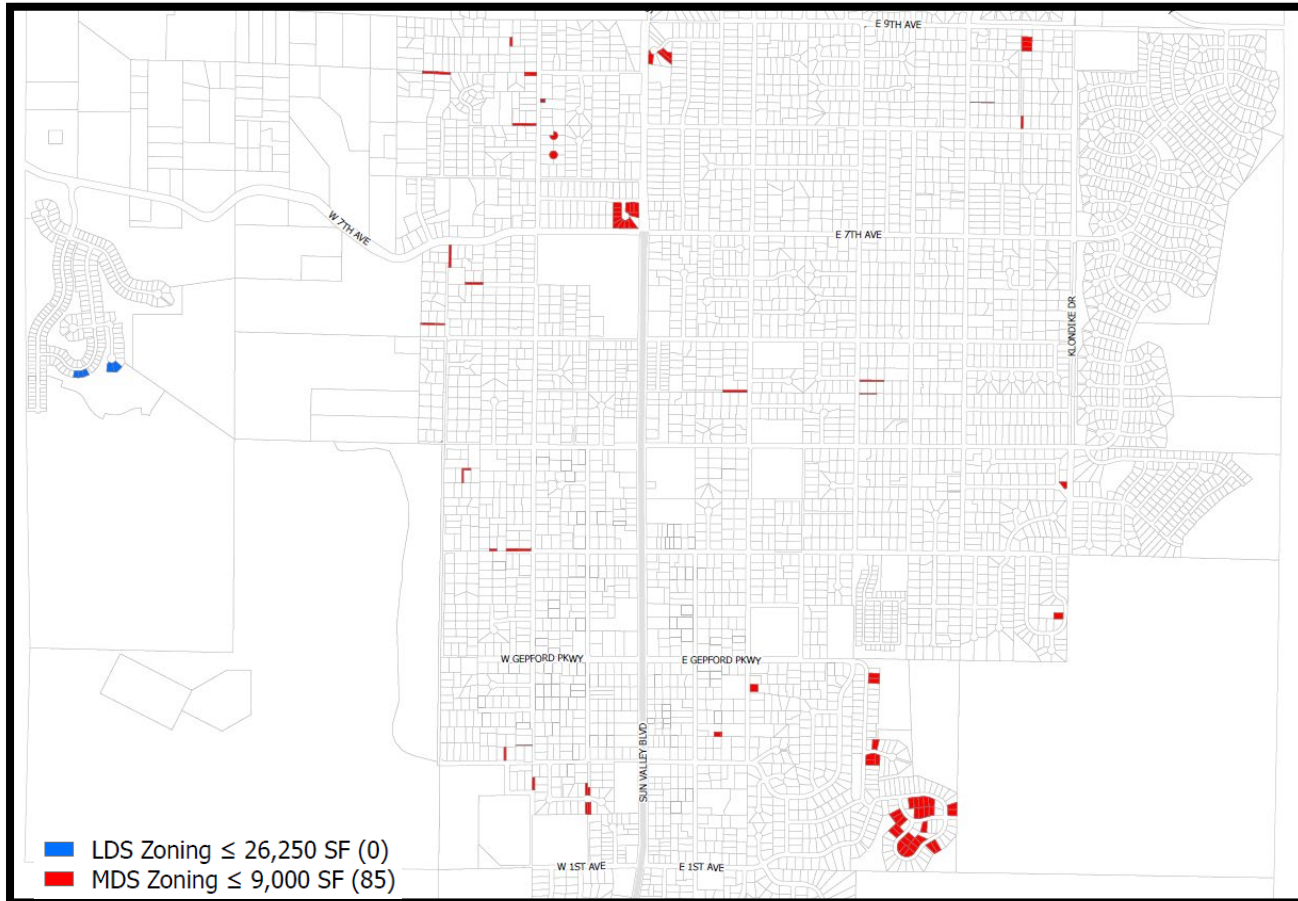 E 9TH AVE
W 7TH AVE
E 7TH AVE
KLONDIKE DR
W GEPFORD PKWY
E GEPFORD PKWY
SUN VALLEY BLVD
W 1ST AVE
E 1ST AVE
LDS Zoning ≤ 26,250 SF (0)
MDS Zoning ≤ 9,000 SF (85)